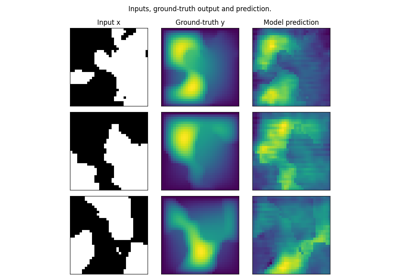 Inputs, ground-truth output and prediction.
Input x
Ground-truth y
Model prediction